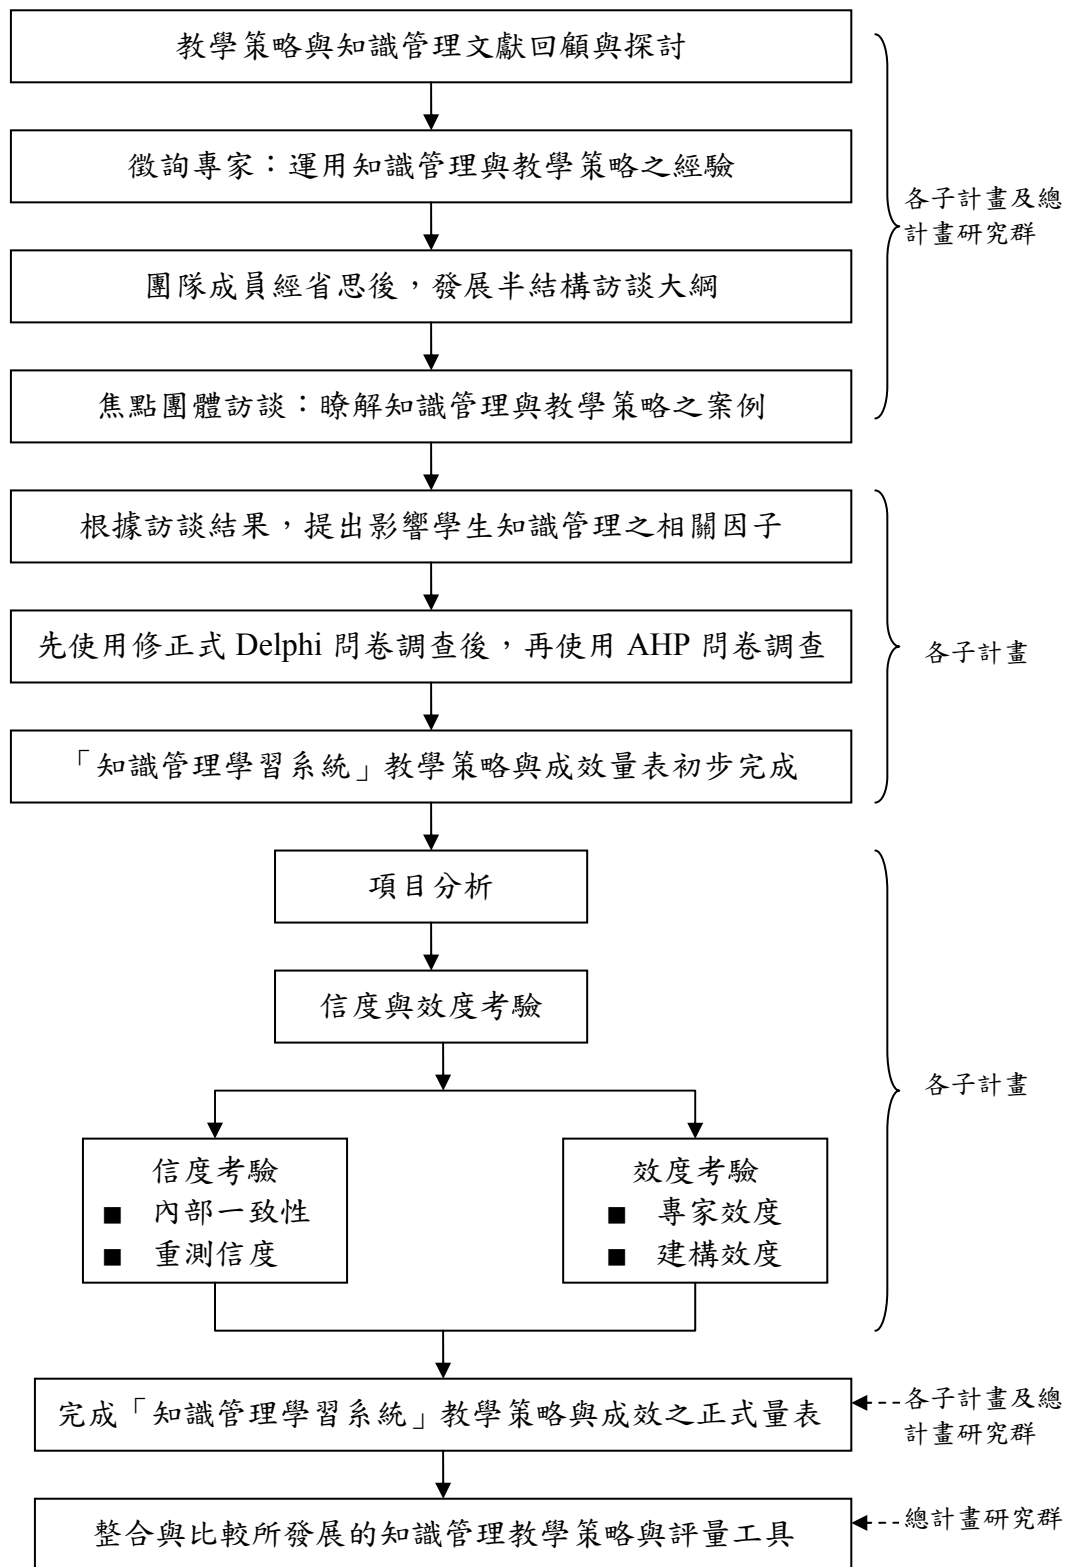 教學策略與知識管理文獻回顧與探討
徵詢專家：運用知識管理與教學策略之經驗
團隊成員經省思後，發展半結構訪談大綱
焦點團體訪談：瞭解知識管理與教學策略之案例
各子計畫及總
計畫研究群
根據訪談結果，提出影響學生知識管理之相關因子
先使用修正式 Delphi 問卷調查後，再使用 AHP 問卷調查
「知識管理學習系統」教學策略與成效量表初步完成
各子計畫
項目分析
信度與效度考驗
信度考驗
■ 內部一致性
■ 重測信度
效度考驗
■ 專家效度
■ 建構效度
各子計畫
完成「知識管理學習系統」教學策略與成效之正式量表
各子計畫及總
計畫研究群
整合與比較所發展的知識管理教學策略與評量工具
總計畫研究群